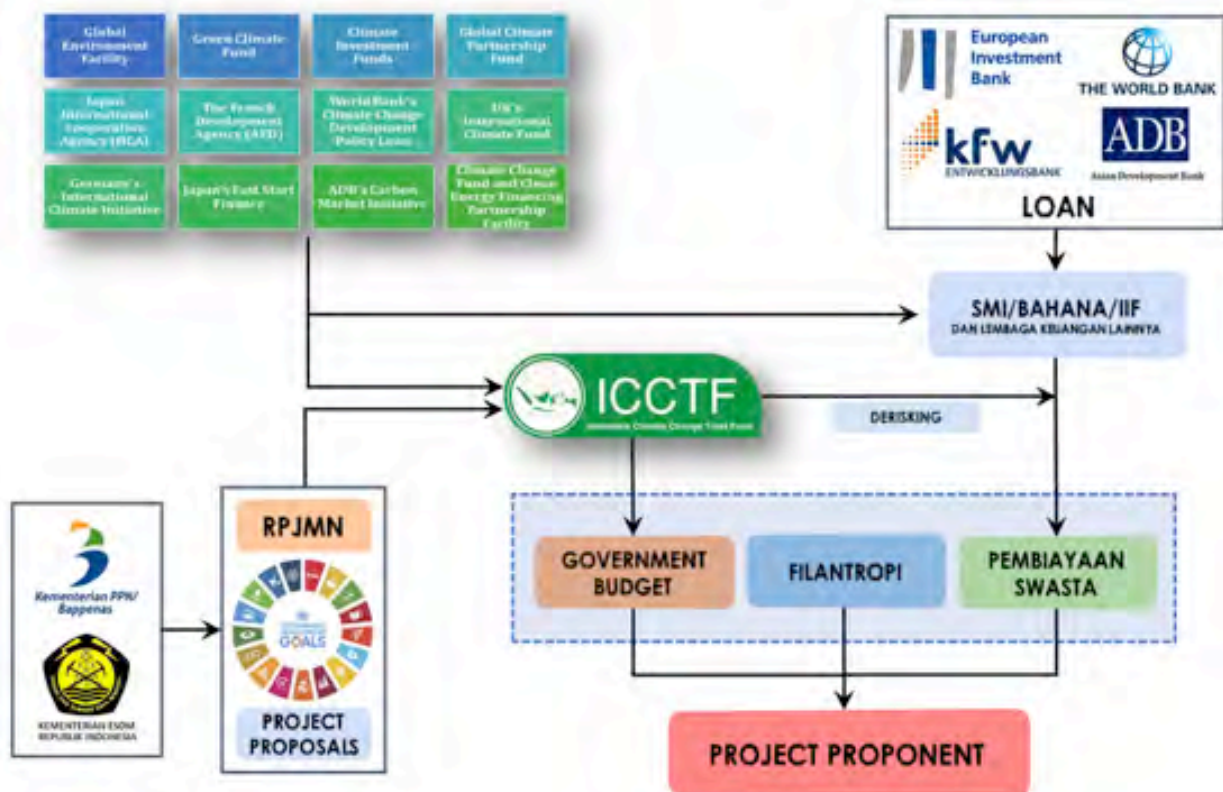 Global
Environment
Facility
Green Climate
Fund
Climate
Investment
Funds
Global Climate
Partnership
Fund
Japan
International
Cooperation
Agency (JICA)
The French
Development
Agency (AFD)
World Bank's
Climate Change
Development
Policy Loan
UK's
International
Climate Fund
Germany's
International
Climate Initiative
Japan's Fast Start
Finance
ADB's Carbon
Market Initiative
Climate Change
Fund and Clean
Energy Financing
Partnership
Facility
European
Investment
Bank
THE WORLD BANK
kfw
ENTWICKLUNGSBANK
ADB
Asian Development Bank
LOAN
SMI/BAHANA/IIF
DAN LEMBAGA KEUANGAN LAINNYA
ICCTF
Indonesia Climate Change Trust Fund
DERISKING
Kementerian PPN/
Bappenas
KEMENTERIAN ESDM
REPUBLIK INDONESIA
RPJMN
GOALS
PROJECT
PROPOSALS
GOVERNMENT
BUDGET
FILANTROPI
PEMBIAYAAN
SWASTA
PROJECT PROPONENT